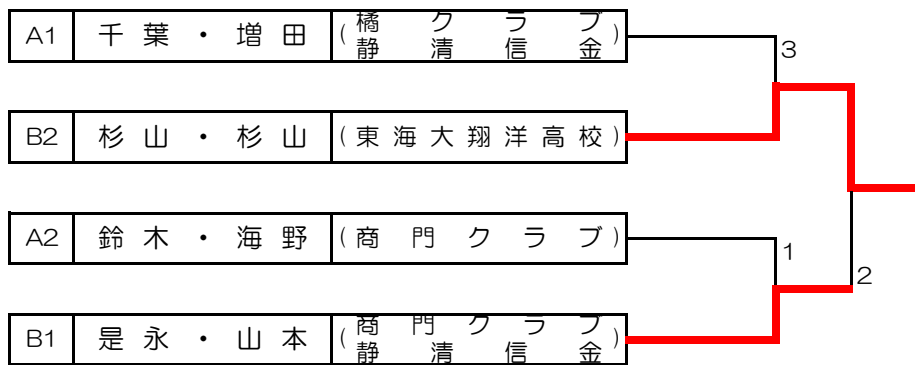 A1 千葉・増田 (橘クラブ 静清信金)
3
B2 杉山・杉山 (東海大翔洋高校)
A2 鈴木・海野 (商門クラブ)
1
2
B1 是永・山本 (商門クラブ 静清信金)